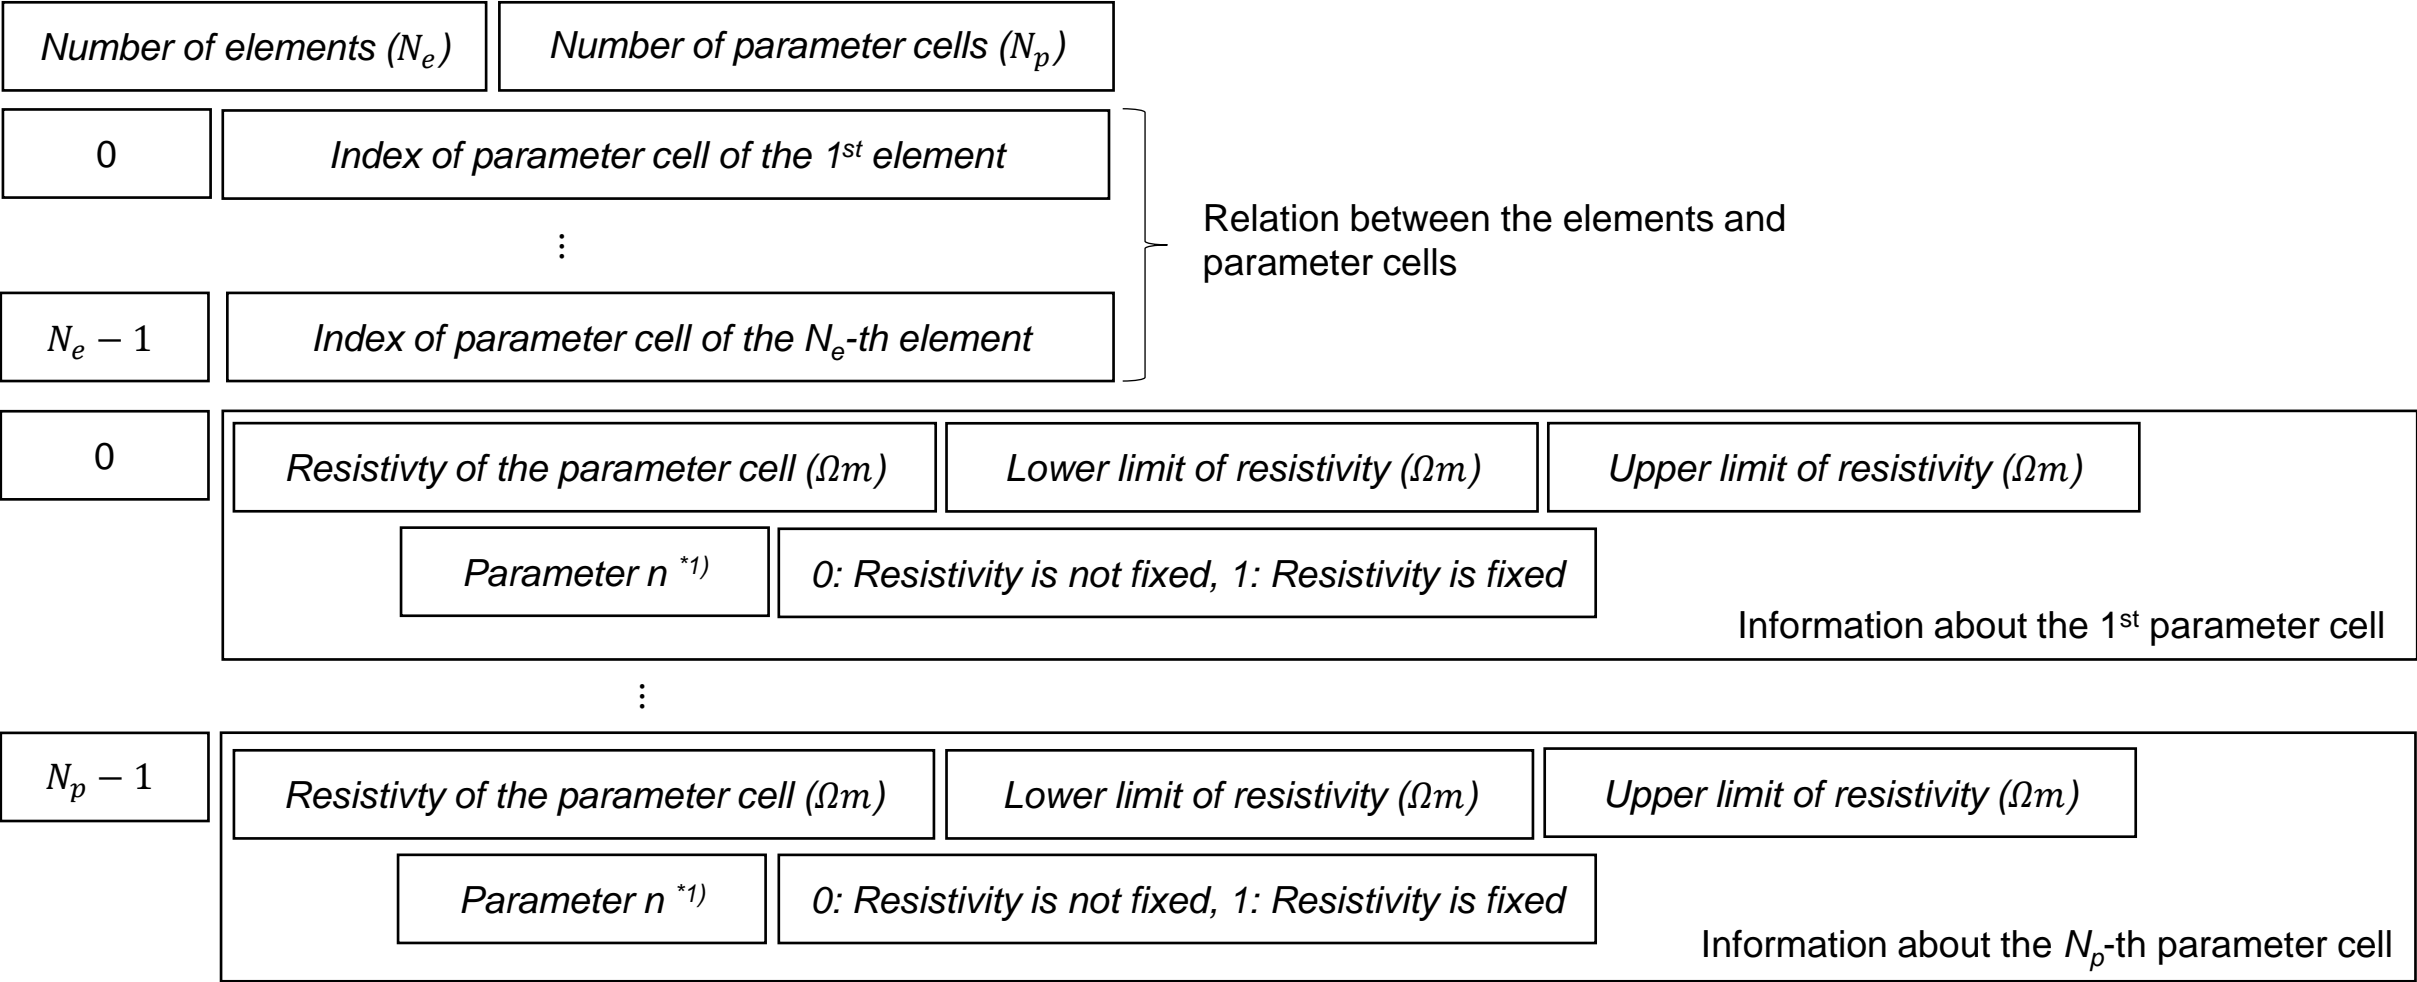 Number of elements (Nₑ) Number of parameter cells (Nₚ)
0 Index of parameter cell of the 1ˢᵗ element
⋮
Relation between the elements and
parameter cells
Nₑ − 1 Index of parameter cell of the Nₑ-th element
0 Resistivty of the parameter cell (Ωm) Lower limit of resistivity (Ωm) Upper limit of resistivity (Ωm)
Parameter n *1) 0: Resistivity is not fixed, 1: Resistivity is fixed
Information about the 1ˢᵗ parameter cell
⋮
Nₚ − 1 Resistivty of the parameter cell (Ωm) Lower limit of resistivity (Ωm) Upper limit of resistivity (Ωm)
Parameter n *1) 0: Resistivity is not fixed, 1: Resistivity is fixed
Information about the Nₚ-th parameter cell